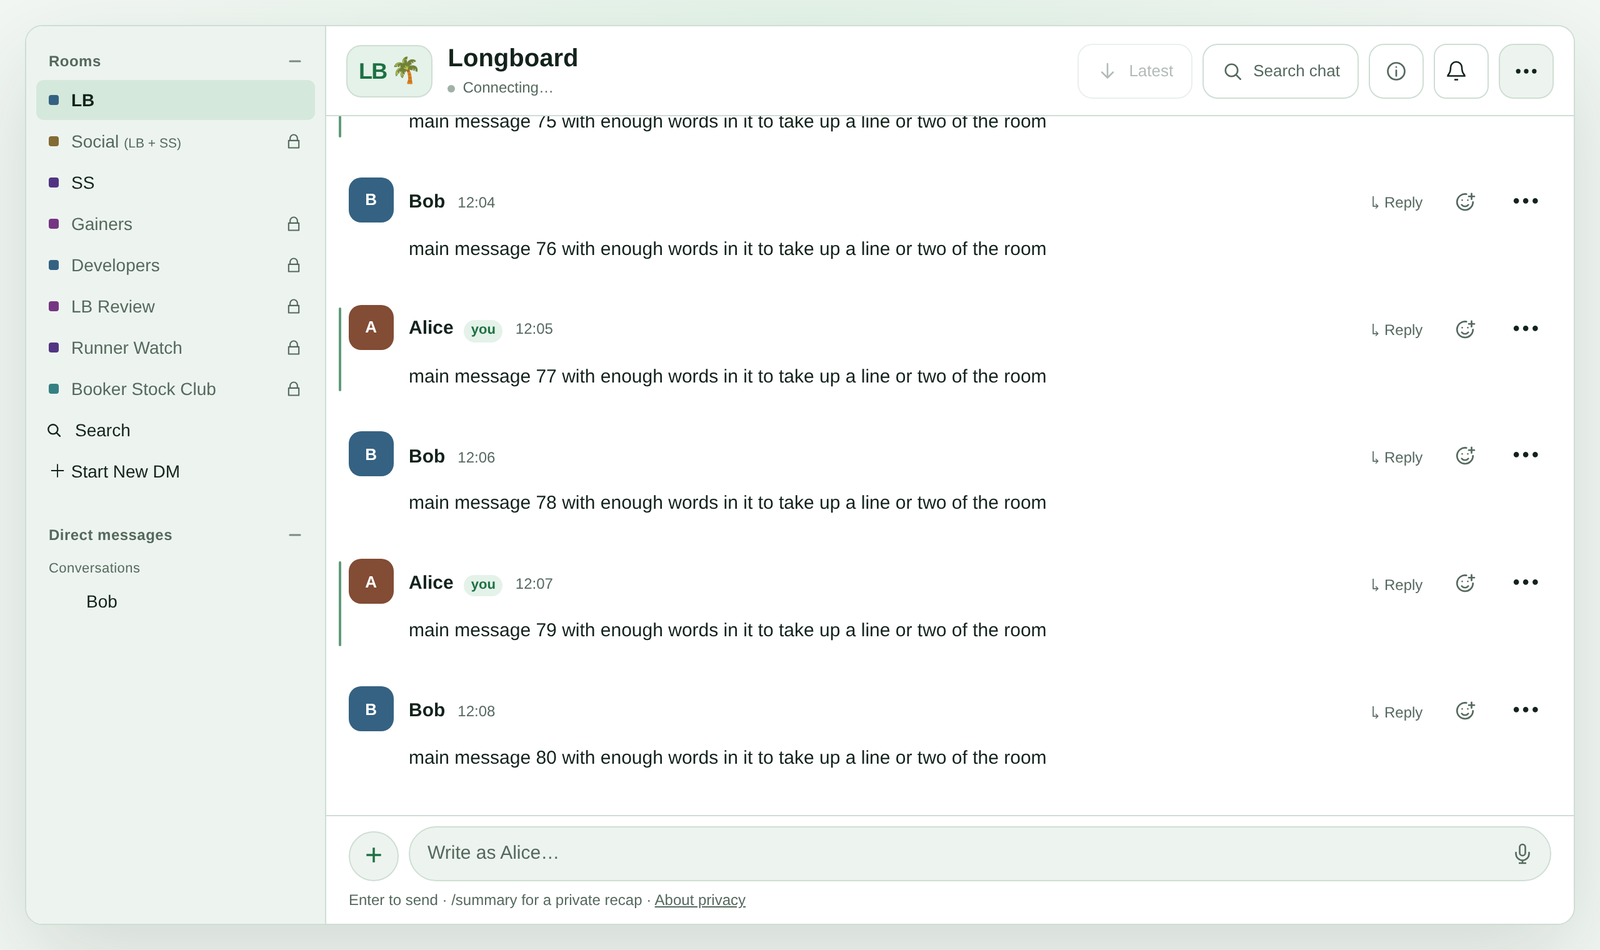 Rooms
LB
Social (LB + SS)
SS
Gainers
Developers
LB Review
Runner Watch
Booker Stock Club
Search
Start New DM
Direct messages
Conversations
Bob
LB🌴
Longboard
Connecting…
Latest
Search chat
main message 75 with enough words in it to take up a line or two of the room
B
Bob 12:04
↳ Reply
main message 76 with enough words in it to take up a line or two of the room
A
Alice you 12:05
↳ Reply
main message 77 with enough words in it to take up a line or two of the room
B
Bob 12:06
↳ Reply
main message 78 with enough words in it to take up a line or two of the room
A
Alice you 12:07
↳ Reply
main message 79 with enough words in it to take up a line or two of the room
B
Bob 12:08
↳ Reply
main message 80 with enough words in it to take up a line or two of the room
Write as Alice…
Enter to send · /summary for a private recap · About privacy